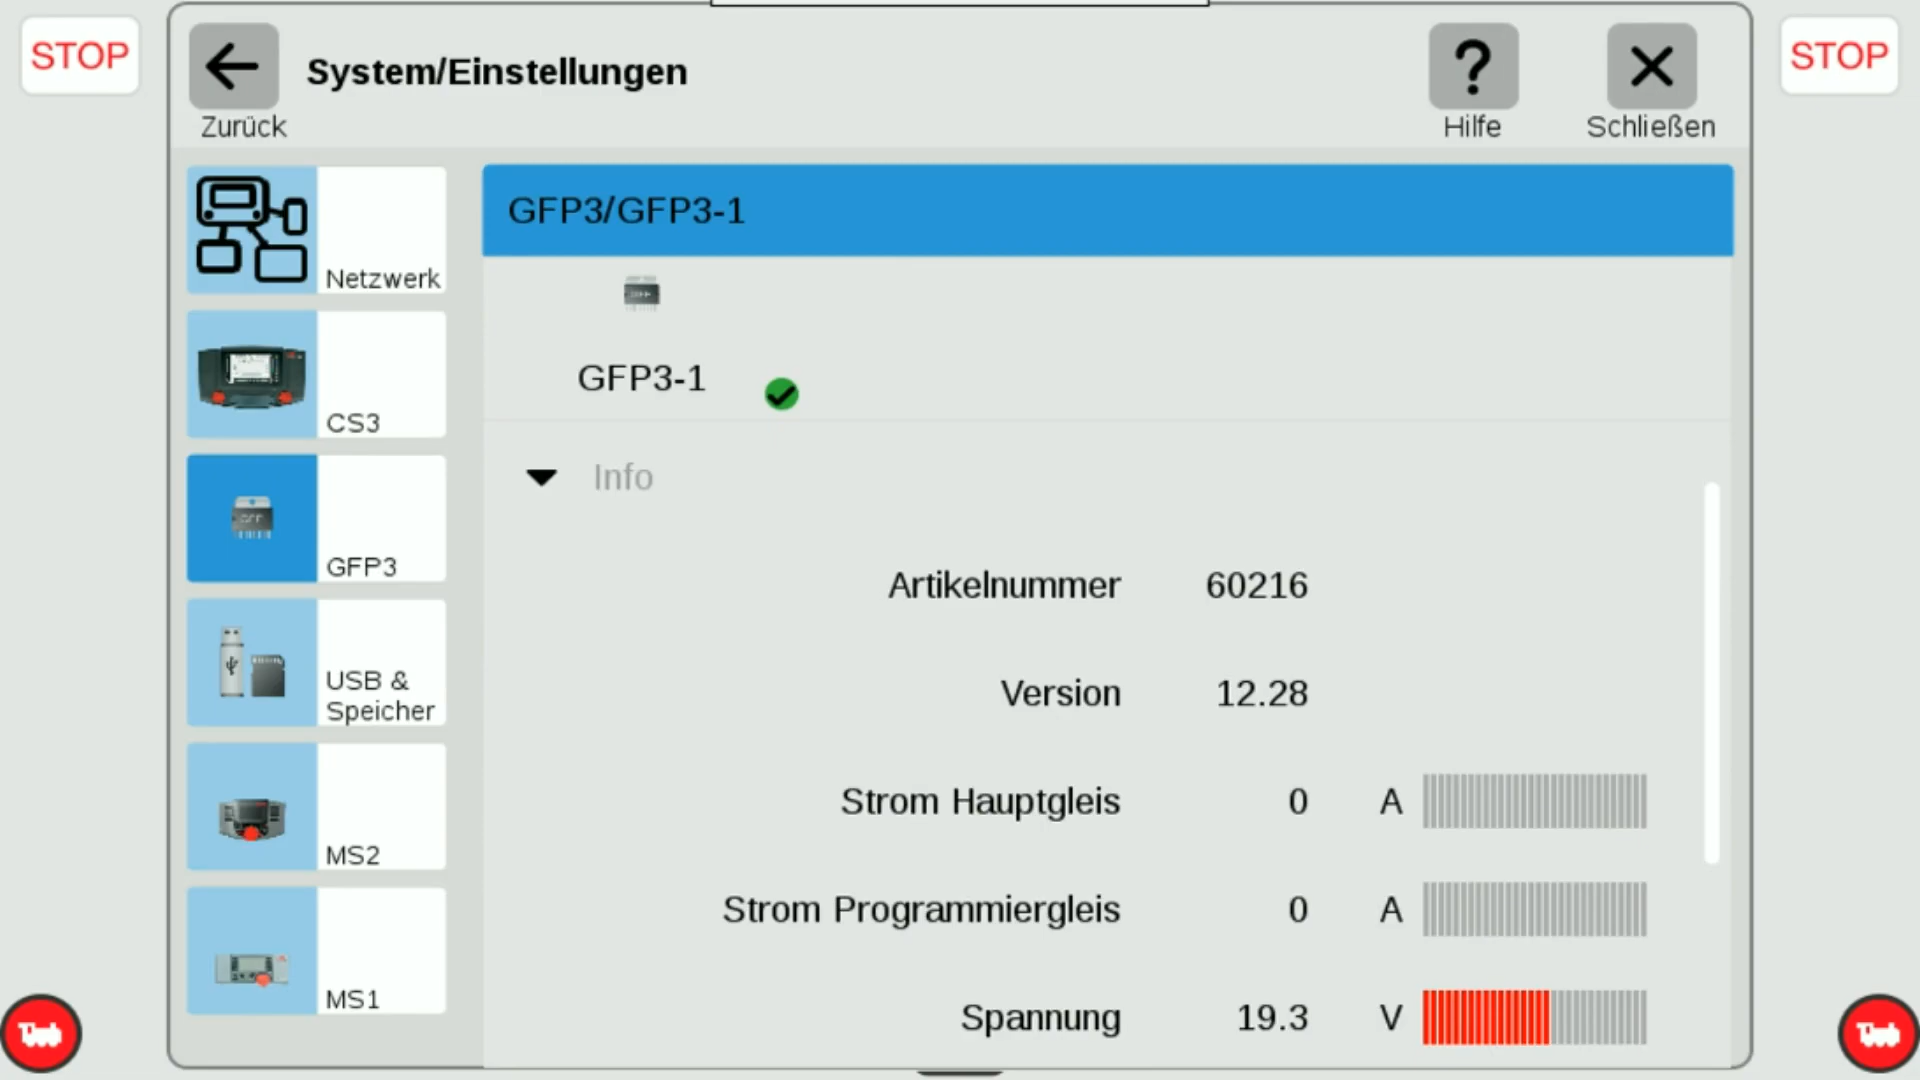 STOP
System/Einstellungen
STOP
Zurück
Hilfe
Schließen
Netzwerk
CS3
GFP3
USB &
Speicher
MS2
MS1
GFP3/GFP3-1
GFP3-1
Info
Artikelnummer 60216
Version 12.28
Strom Hauptgleis 0 A
Strom Programmiergleis 0 A
Spannung 19.3 V